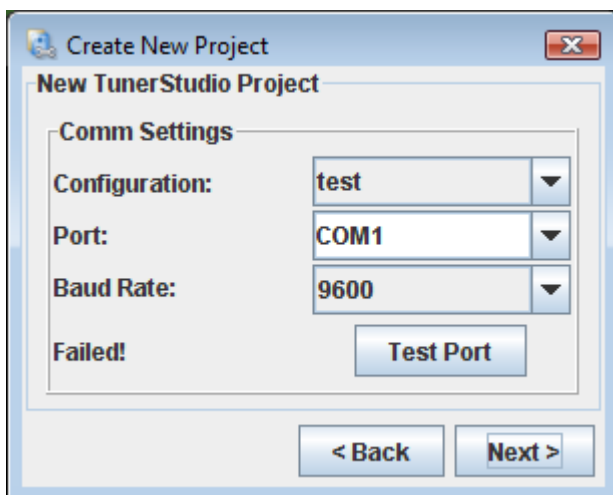 Create New Project
New TunerStudio Project
Comm Settings
Configuration: test
Port: COM1
Baud Rate: 9600
Failed! Test Port
< Back Next >